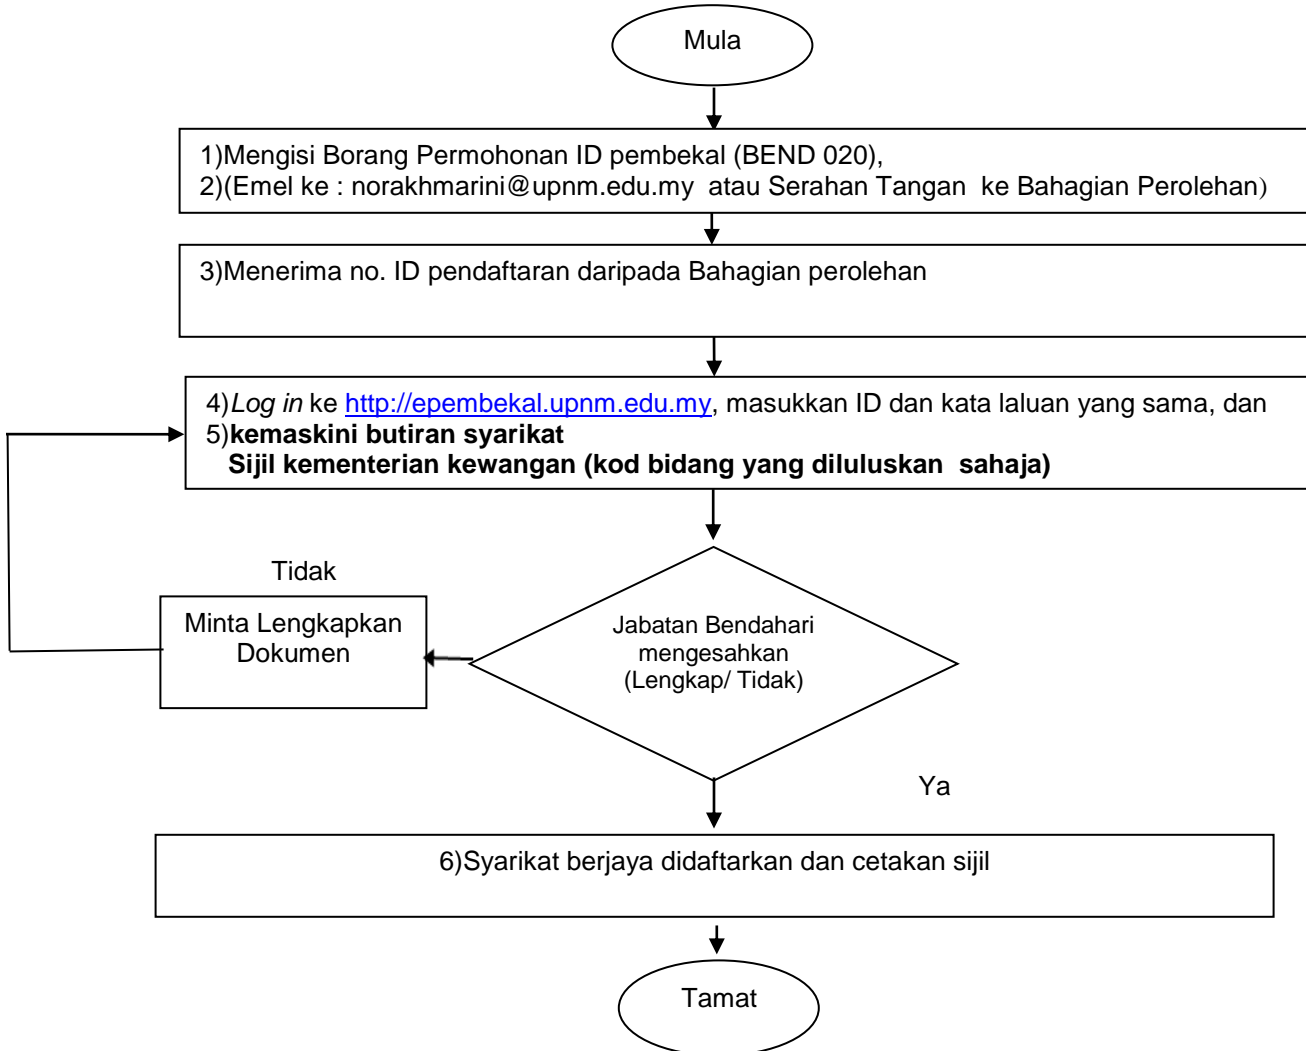 Mula
1)Mengisi Borang Permohonan ID pembekal (BEND 020),
2)(Emel ke : norakhmarini@upnm.edu.my atau Serahan Tangan ke Bahagian Perolehan)
3)Menerima no. ID pendaftaran daripada Bahagian perolehan
4)Log in ke http://epembekal.upnm.edu.my, masukkan ID dan kata laluan yang sama, dan
5)kemaskini butiran syarikat
Sijil kementerian kewangan (kod bidang yang diluluskan sahaja)
Tidak
Minta Lengkapkan
Dokumen
Jabatan Bendahari
mengesahkan
(Lengkap/ Tidak)
Ya
6)Syarikat berjaya didaftarkan dan cetakan sijil
Tamat